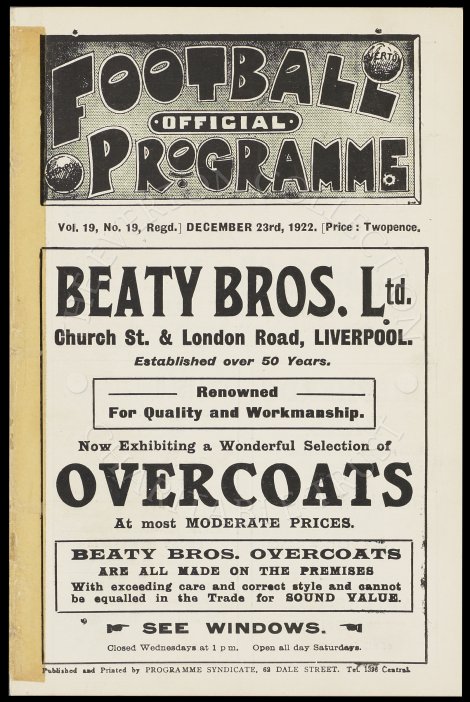 FOOTBALL
·OFFICIAL·
PROGRAMME
Vol. 19, No. 19, Regd.] DECEMBER 23rd, 1922. [Price : Twopence.
BEATY BROS. Ltd.
Church St. & London Road, LIVERPOOL.
Established over 50 Years.
Renowned
For Quality and Workmanship.
Now Exhibiting a Wonderful Selection of
OVERCOATS
At most MODERATE PRICES.
BEATY BROS. OVERCOATS
ARE ALL MADE ON THE PREMISES
With exceeding care and correct style and cannot
be equalled in the Trade for SOUND VALUE.
☛ SEE WINDOWS. ☚
Closed Wednesdays at 1 p m. Open all day Saturdays.
Published and Printed by PROGRAMME SYNDICATE, 62 DALE STREET. Tel. 1396 Central.